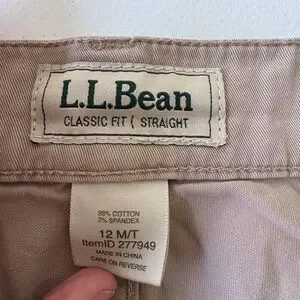 L.L.Bean
CLASSIC FIT ( STRAIGHT
98% COTTON
2% SPANDEX
12 M/T
ItemID 277949
MADE IN CHINA
CARE ON REVERSE